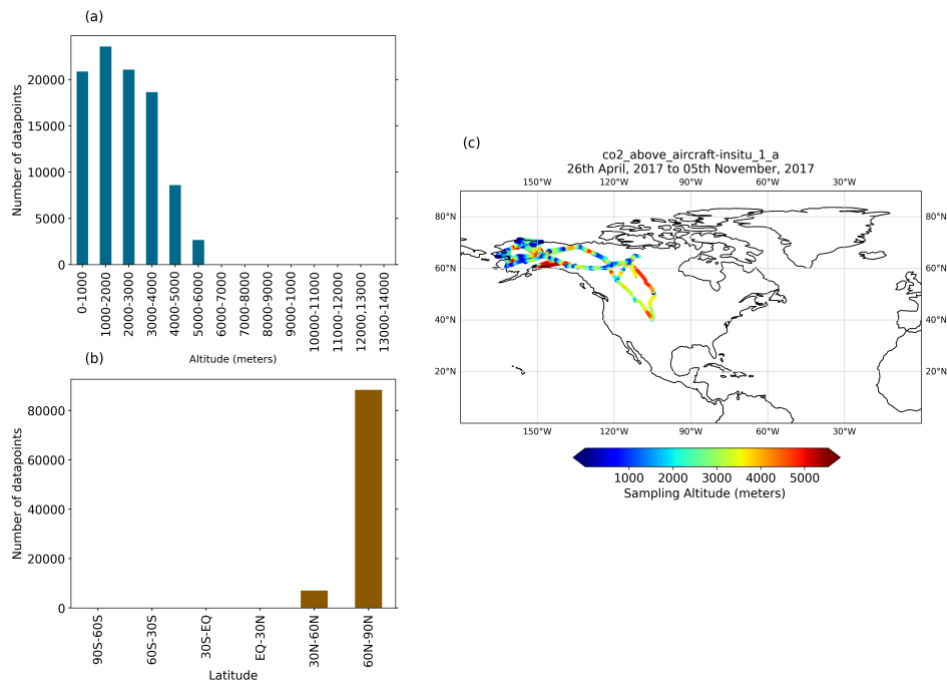 (a)
Number of datapoints
20000
15000
10000
5000
0
0-1000
1000-2000
2000-3000
3000-4000
4000-5000
5000-6000
6000-7000
7000-8000
8000-9000
9000-1000
10000-11000
11000-12000
12000-13000
13000-14000
Altitude (meters)
(b)
Number of datapoints
80000
60000
40000
20000
0
90S-60S
60S-30S
30S-EQ
EQ-30N
30N-60N
60N-90N
Latitude
(c)
co2_above_aircraft-insitu_1_a
26th April, 2017 to 05th November, 2017
150°W 120°W 90°W 60°W 30°W
80°N 80°N
60°N 60°N
40°N 40°N
20°N 20°N
150°W 120°W 90°W 60°W 30°W
1000 2000 3000 4000 5000
Sampling Altitude (meters)